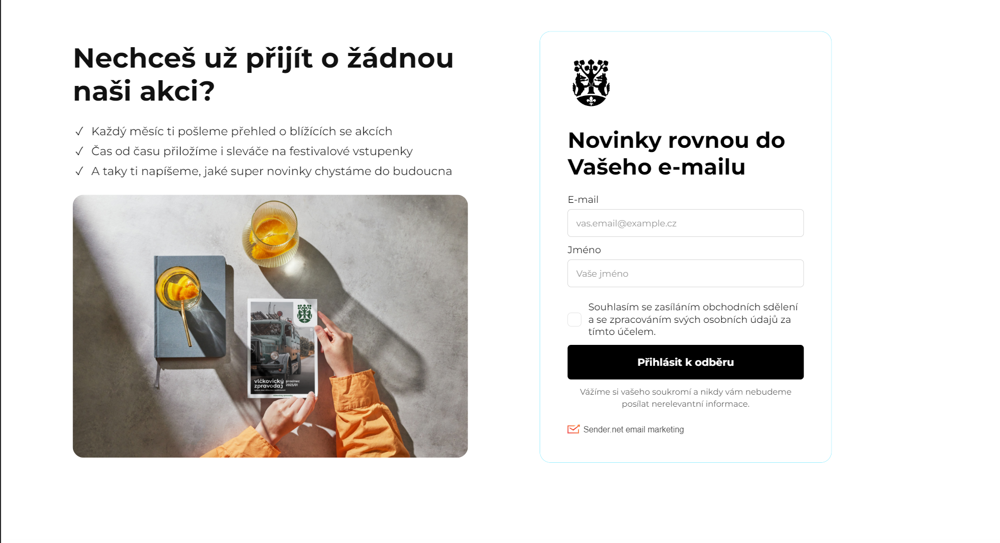 Nechceš už přijít o žádnou
naši akci?
✓ Každý měsíc ti pošleme přehled o blížících se akcích
✓ Čas od času přiložíme i sleváče na festivalové vstupenky
✓ A taky ti napíšeme, jaké super novinky chystáme do budoucna
vlčkovický
zpravodaj
prosinec
2023/01
Novinky rovnou do
Vašeho e-mailu
E-mail
vas.email@example.cz
Jméno
Vaše jméno
Souhlasím se zasíláním obchodních sdělení
a se zpracováním svých osobních údajů za
tímto účelem.
Přihlásit k odběru
Vážíme si vašeho soukromí a nikdy vám nebudeme
posílat nerelevantní informace.
Sender.net email marketing